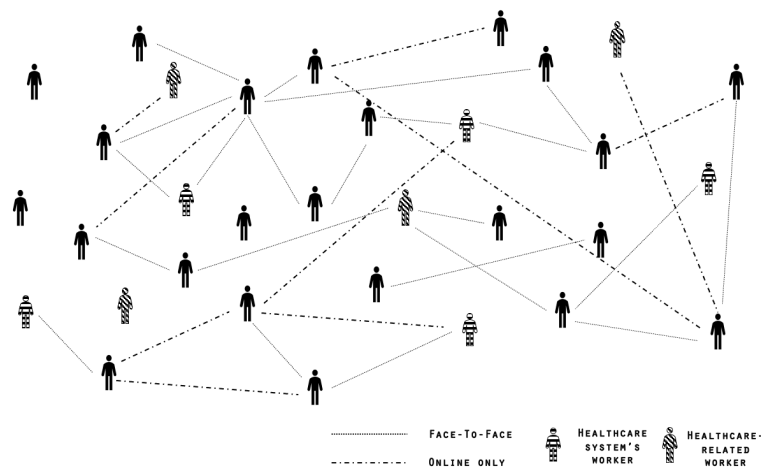 Face-To-Face
Online only
Healthcare
system's
worker
Healthcare-
related
worker